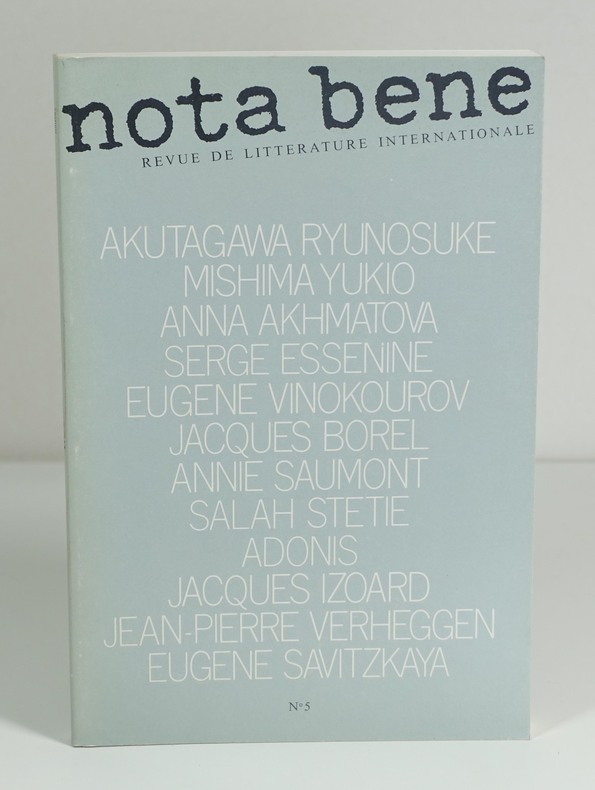 nota bene
REVUE DE LITTERATURE INTERNATIONALE
AKUTAGAWA RYUNOSUKE
MISHIMA YUKIO
ANNA AKHMATOVA
SERGE ESSENINE
EUGENE VINOKOUROV
JACQUES BOREL
ANNIE SAUMONT
SALAH STETIE
ADONIS
JACQUES IZOARD
JEAN-PIERRE VERHEGGEN
EUGENE SAVITZKAYA
Nº 5